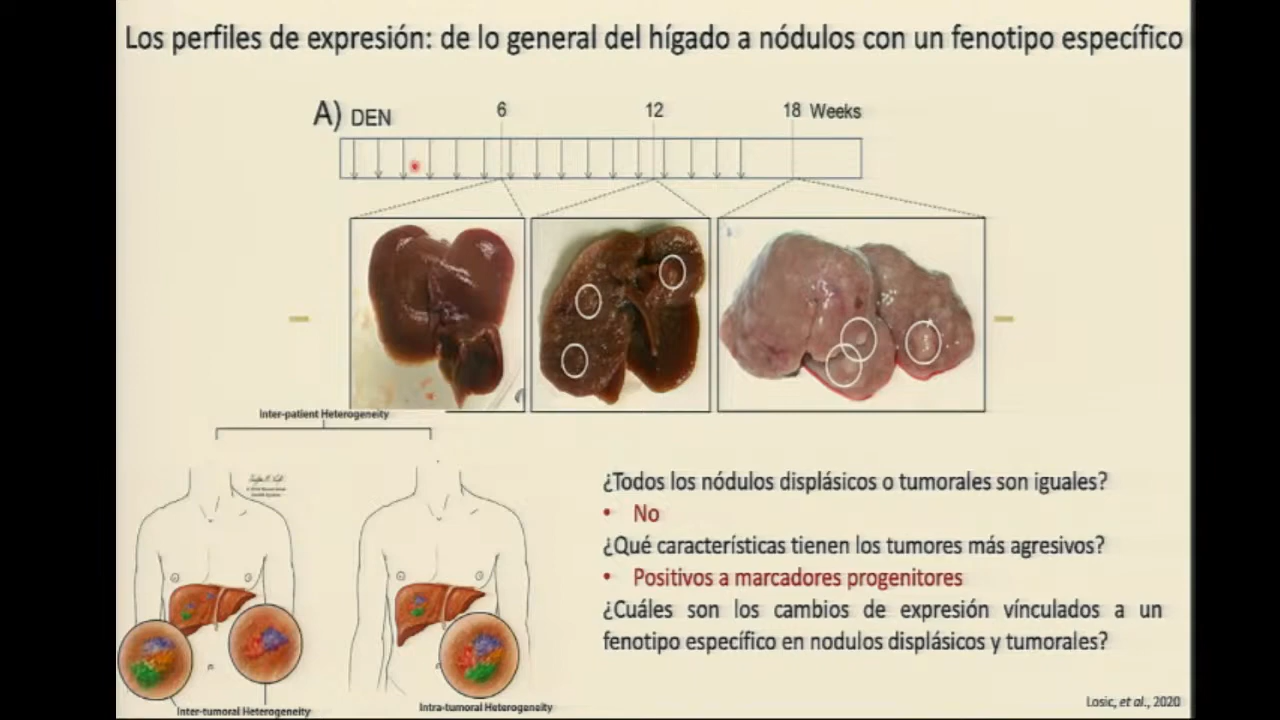 Los perfiles de expresión: de lo general del hígado a nódulos con un fenotipo específico
A) DEN
6
12
18 Weeks
Inter-patient Heterogeneity
¿Todos los nódulos displásicos o tumorales son iguales?
• No
¿Qué características tienen los tumores más agresivos?
• Positivos a marcadores progenitores
¿Cuáles son los cambios de expresión vínculados a un
fenotipo específico en nodulos displásicos y tumorales?
Inter-tumoral Heterogeneity
Intra-tumoral Heterogeneity
Losic, et al., 2020